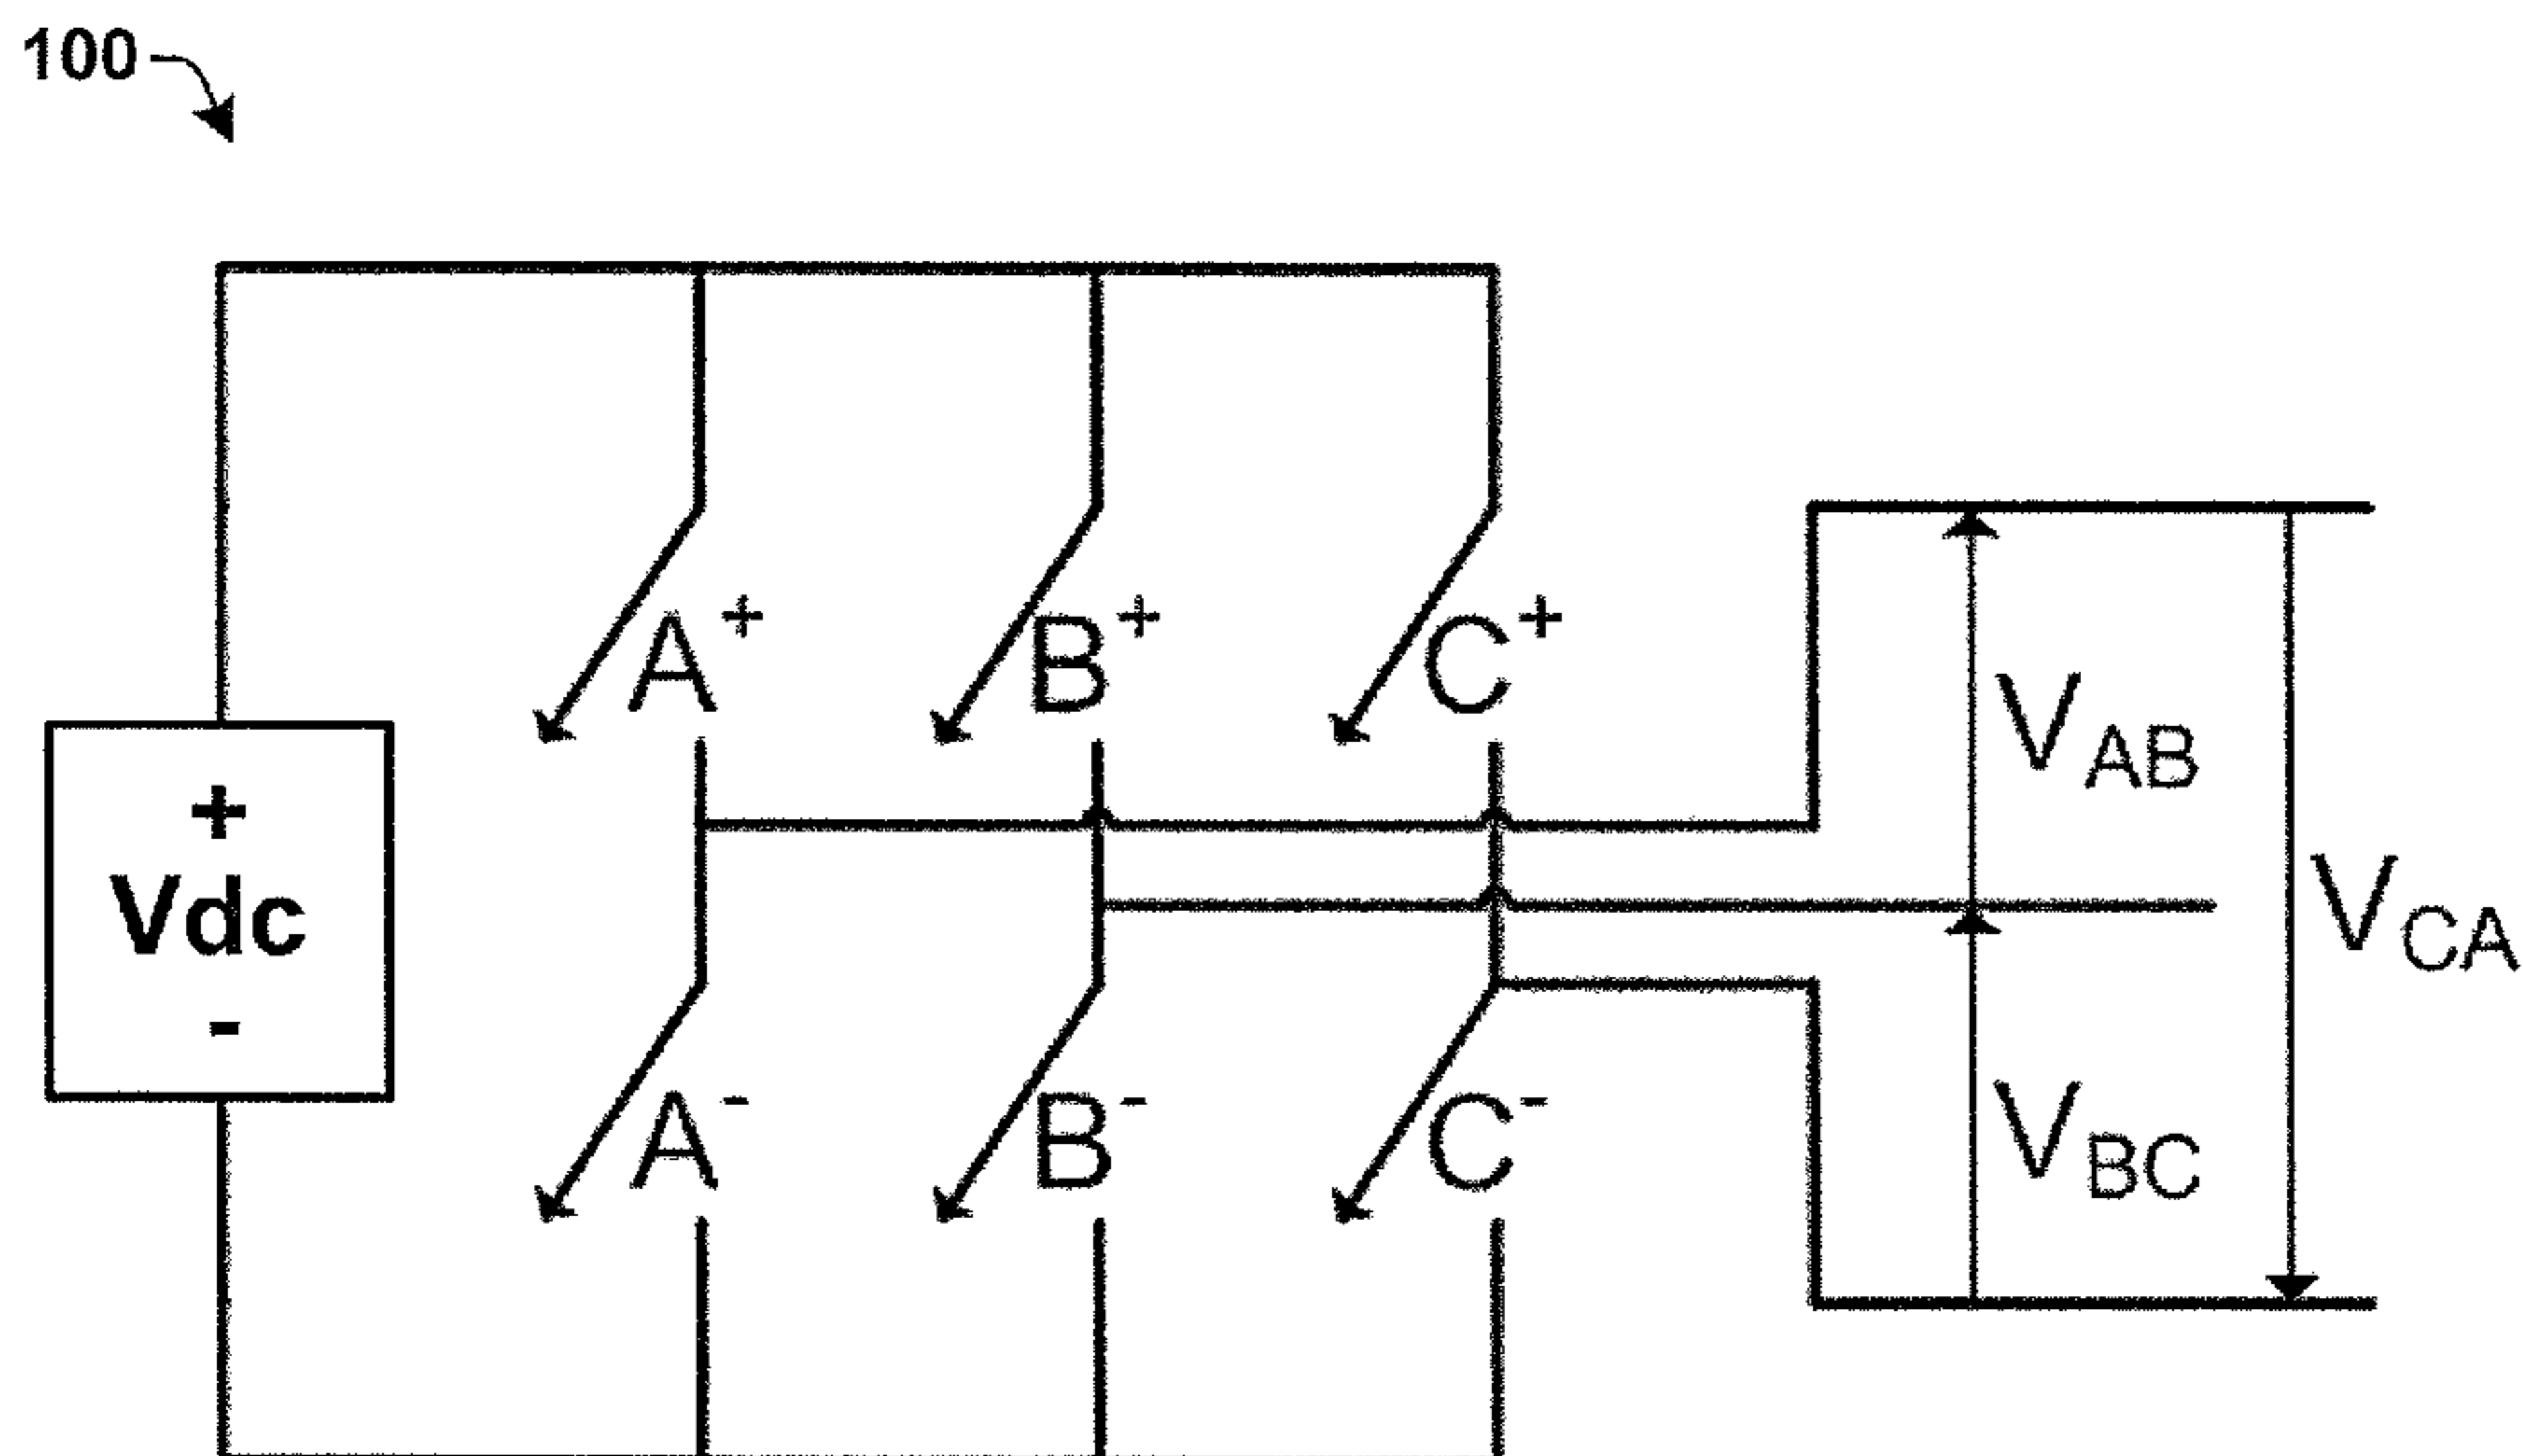 100
A+ B+ C+
VAB
+
Vdc
-
VCA
A- B- C-
VBC